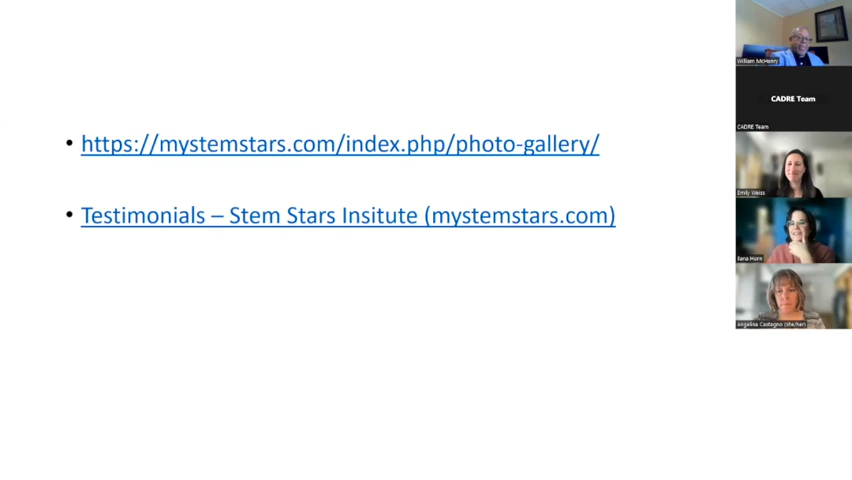 • https://mystemstars.com/index.php/photo-gallery/
• Testimonials – Stem Stars Insitute (mystemstars.com)
William McHenry
CADRE Team
CADRE Team
Emily Weiss
Ilana Horn
Angelina Castagno (she/her)